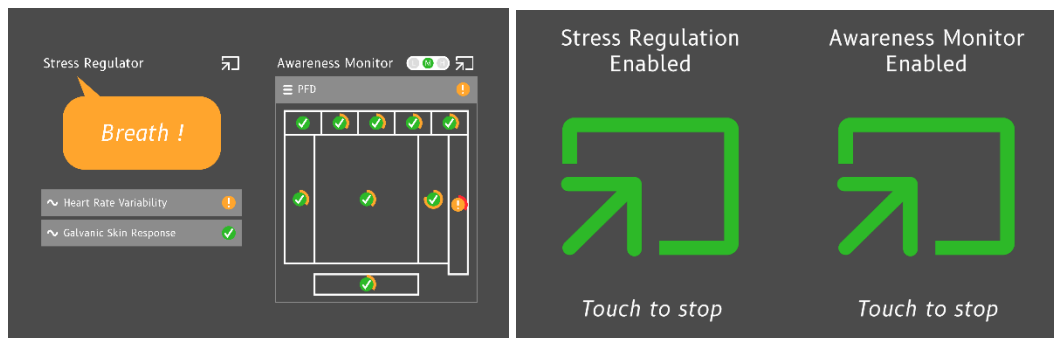 Stress Regulator
Breath !
Heart Rate Variability
Galvanic Skin Response
Awareness Monitor
M
PFD
Stress Regulation
Enabled
Touch to stop
Awareness Monitor
Enabled
Touch to stop